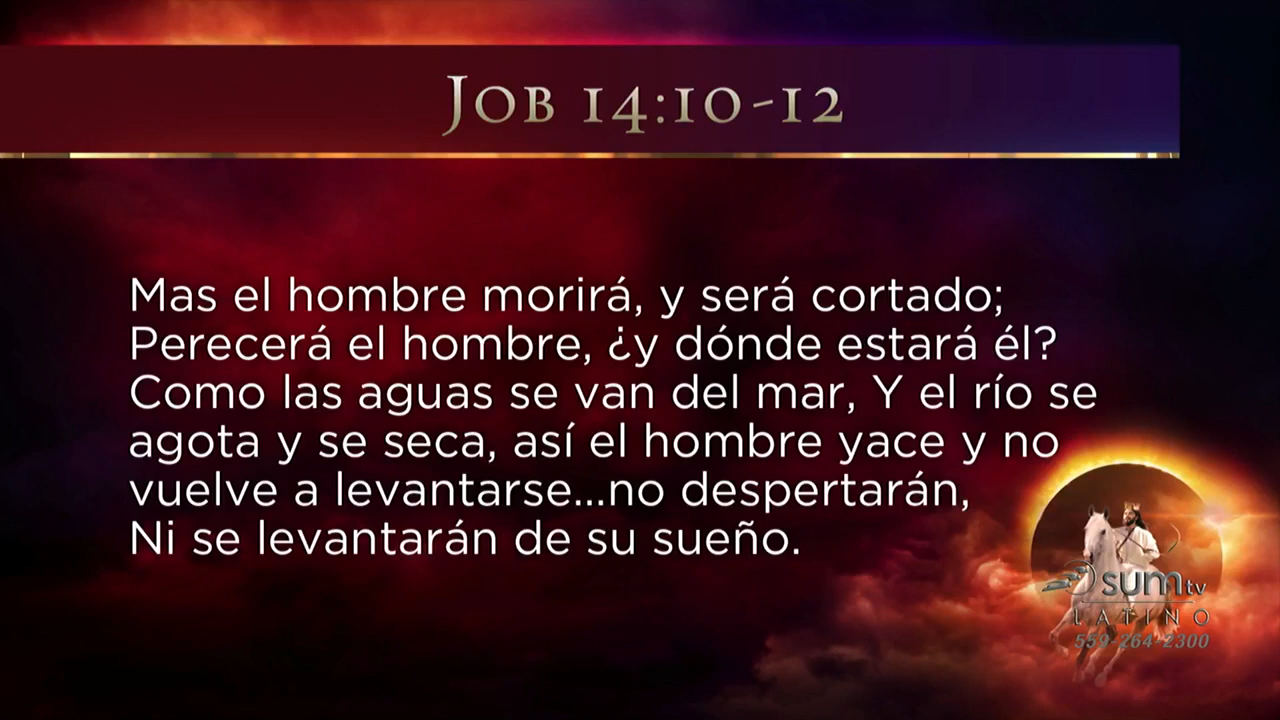 Job 14:10-12
Mas el hombre morirá, y será cortado;
Perecerá el hombre, ¿y dónde estará él?
Como las aguas se van del mar, Y el río se
agota y se seca, así el hombre yace y no
vuelve a levantarse...no despertarán,
Ni se levantarán de su sueño.
sumtv
LATINO
559-264-2300